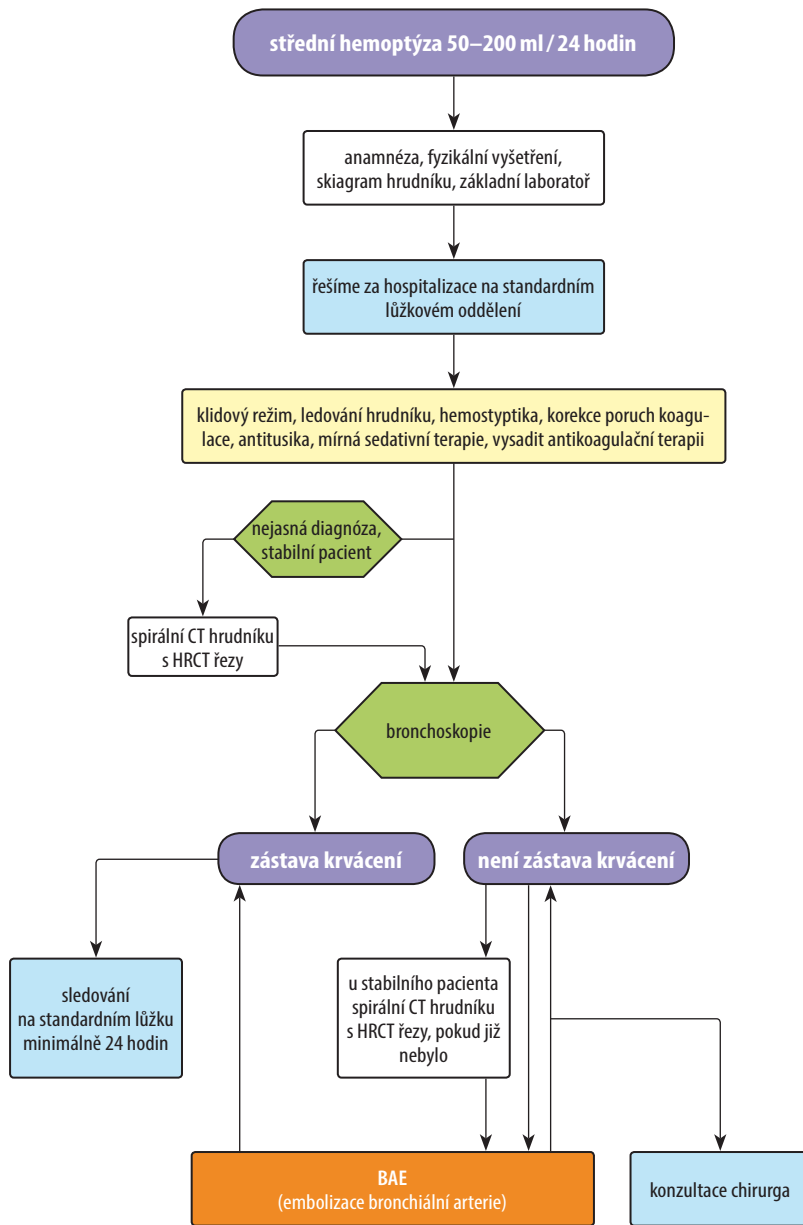 střední hemoptýza 50–200 ml / 24 hodin
anamnéza, fyzikální vyšetření,
skiagram hrudníku, základní laboratoř
řešíme za hospitalizace na standardním
lůžkovém oddělení
klidový režim, ledování hrudníku, hemostyptika, korekce poruch koagu-
lace, antitusika, mírná sedativní terapie, vysadit antikoagulační terapii
nejasná diagnóza,
stabilní pacient
spirální CT hrudníku
s HRCT řezy
bronchoskopie
zástava krvácení
není zástava krvácení
sledování
na standardním lůžku
minimálně 24 hodin
u stabilního pacienta
spirální CT hrudníku
s HRCT řezy, pokud již
nebylo
BAE
(embolizace bronchiální arterie)
konzultace chirurga